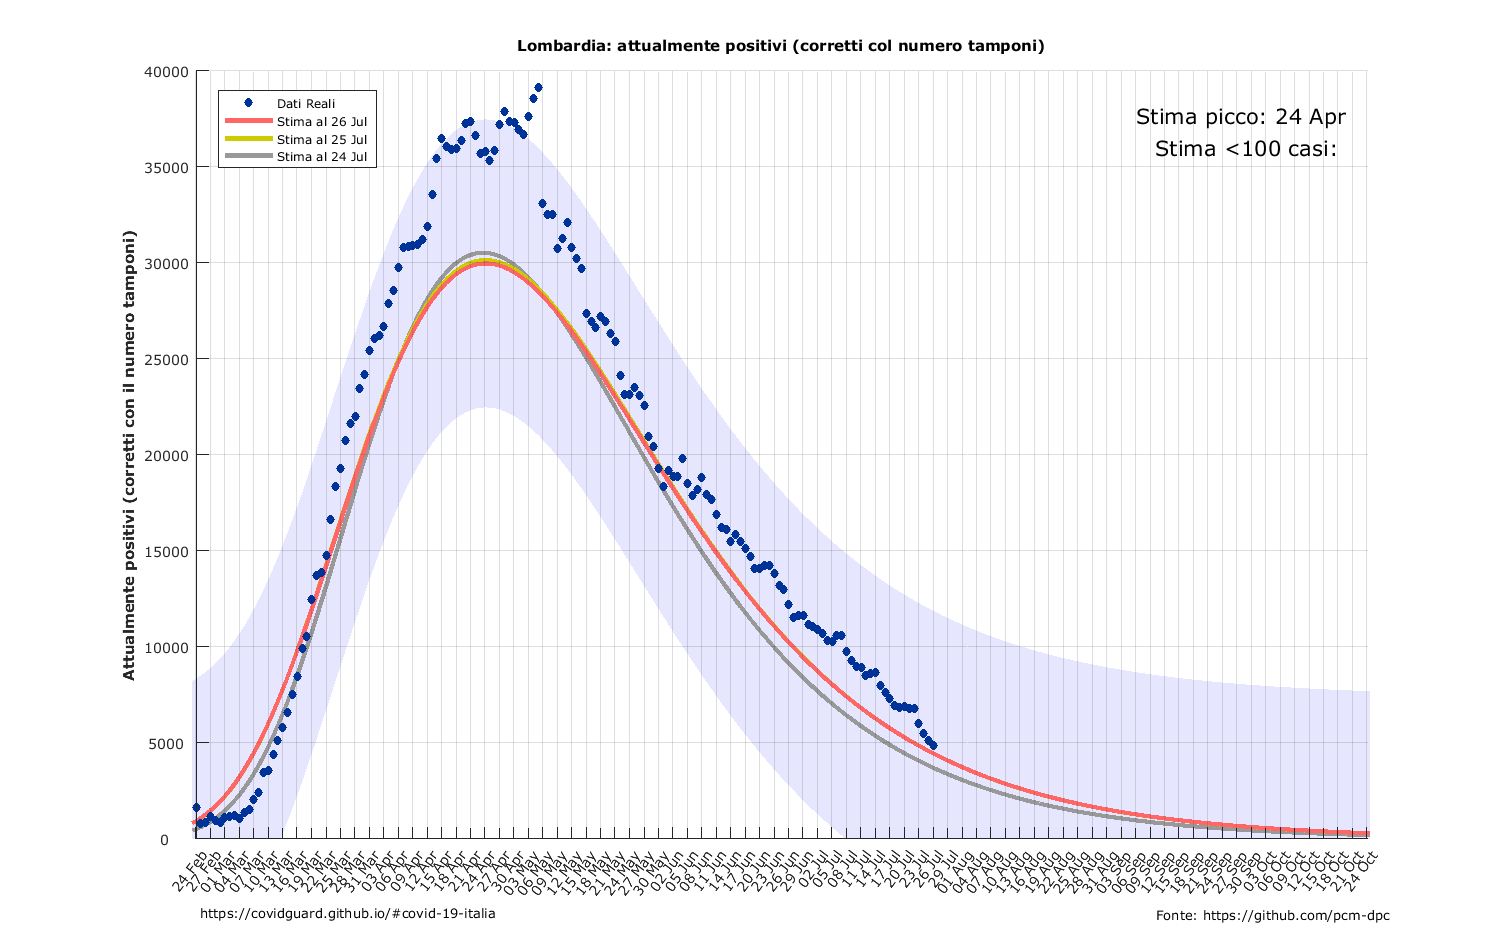 Lombardia: attualmente positivi (corretti col numero tamponi)
Stima picco: 24 Apr
Stima <100 casi:
Dati Reali
Stima al 26 Jul
Stima al 25 Jul
Stima al 24 Jul
Attualmente positivi (corretti con il numero tamponi)
40000
35000
30000
25000
20000
15000
10000
5000
0
24 Feb
27 Feb
01 Mar
04 Mar
07 Mar
10 Mar
13 Mar
16 Mar
19 Mar
22 Mar
25 Mar
28 Mar
31 Mar
03 Apr
06 Apr
09 Apr
12 Apr
15 Apr
18 Apr
21 Apr
24 Apr
27 Apr
30 Apr
03 May
06 May
09 May
12 May
15 May
18 May
21 May
24 May
27 May
30 May
02 Jun
05 Jun
08 Jun
11 Jun
14 Jun
17 Jun
20 Jun
23 Jun
26 Jun
29 Jun
02 Jul
05 Jul
08 Jul
11 Jul
14 Jul
17 Jul
20 Jul
23 Jul
26 Jul
29 Jul
01 Aug
04 Aug
07 Aug
10 Aug
13 Aug
16 Aug
19 Aug
22 Aug
25 Aug
28 Aug
31 Aug
03 Sep
06 Sep
09 Sep
12 Sep
15 Sep
18 Sep
21 Sep
24 Sep
27 Sep
30 Sep
03 Oct
06 Oct
09 Oct
12 Oct
15 Oct
18 Oct
21 Oct
24 Oct
https://covidguard.github.io/#covid-19-italia
Fonte: https://github.com/pcm-dpc